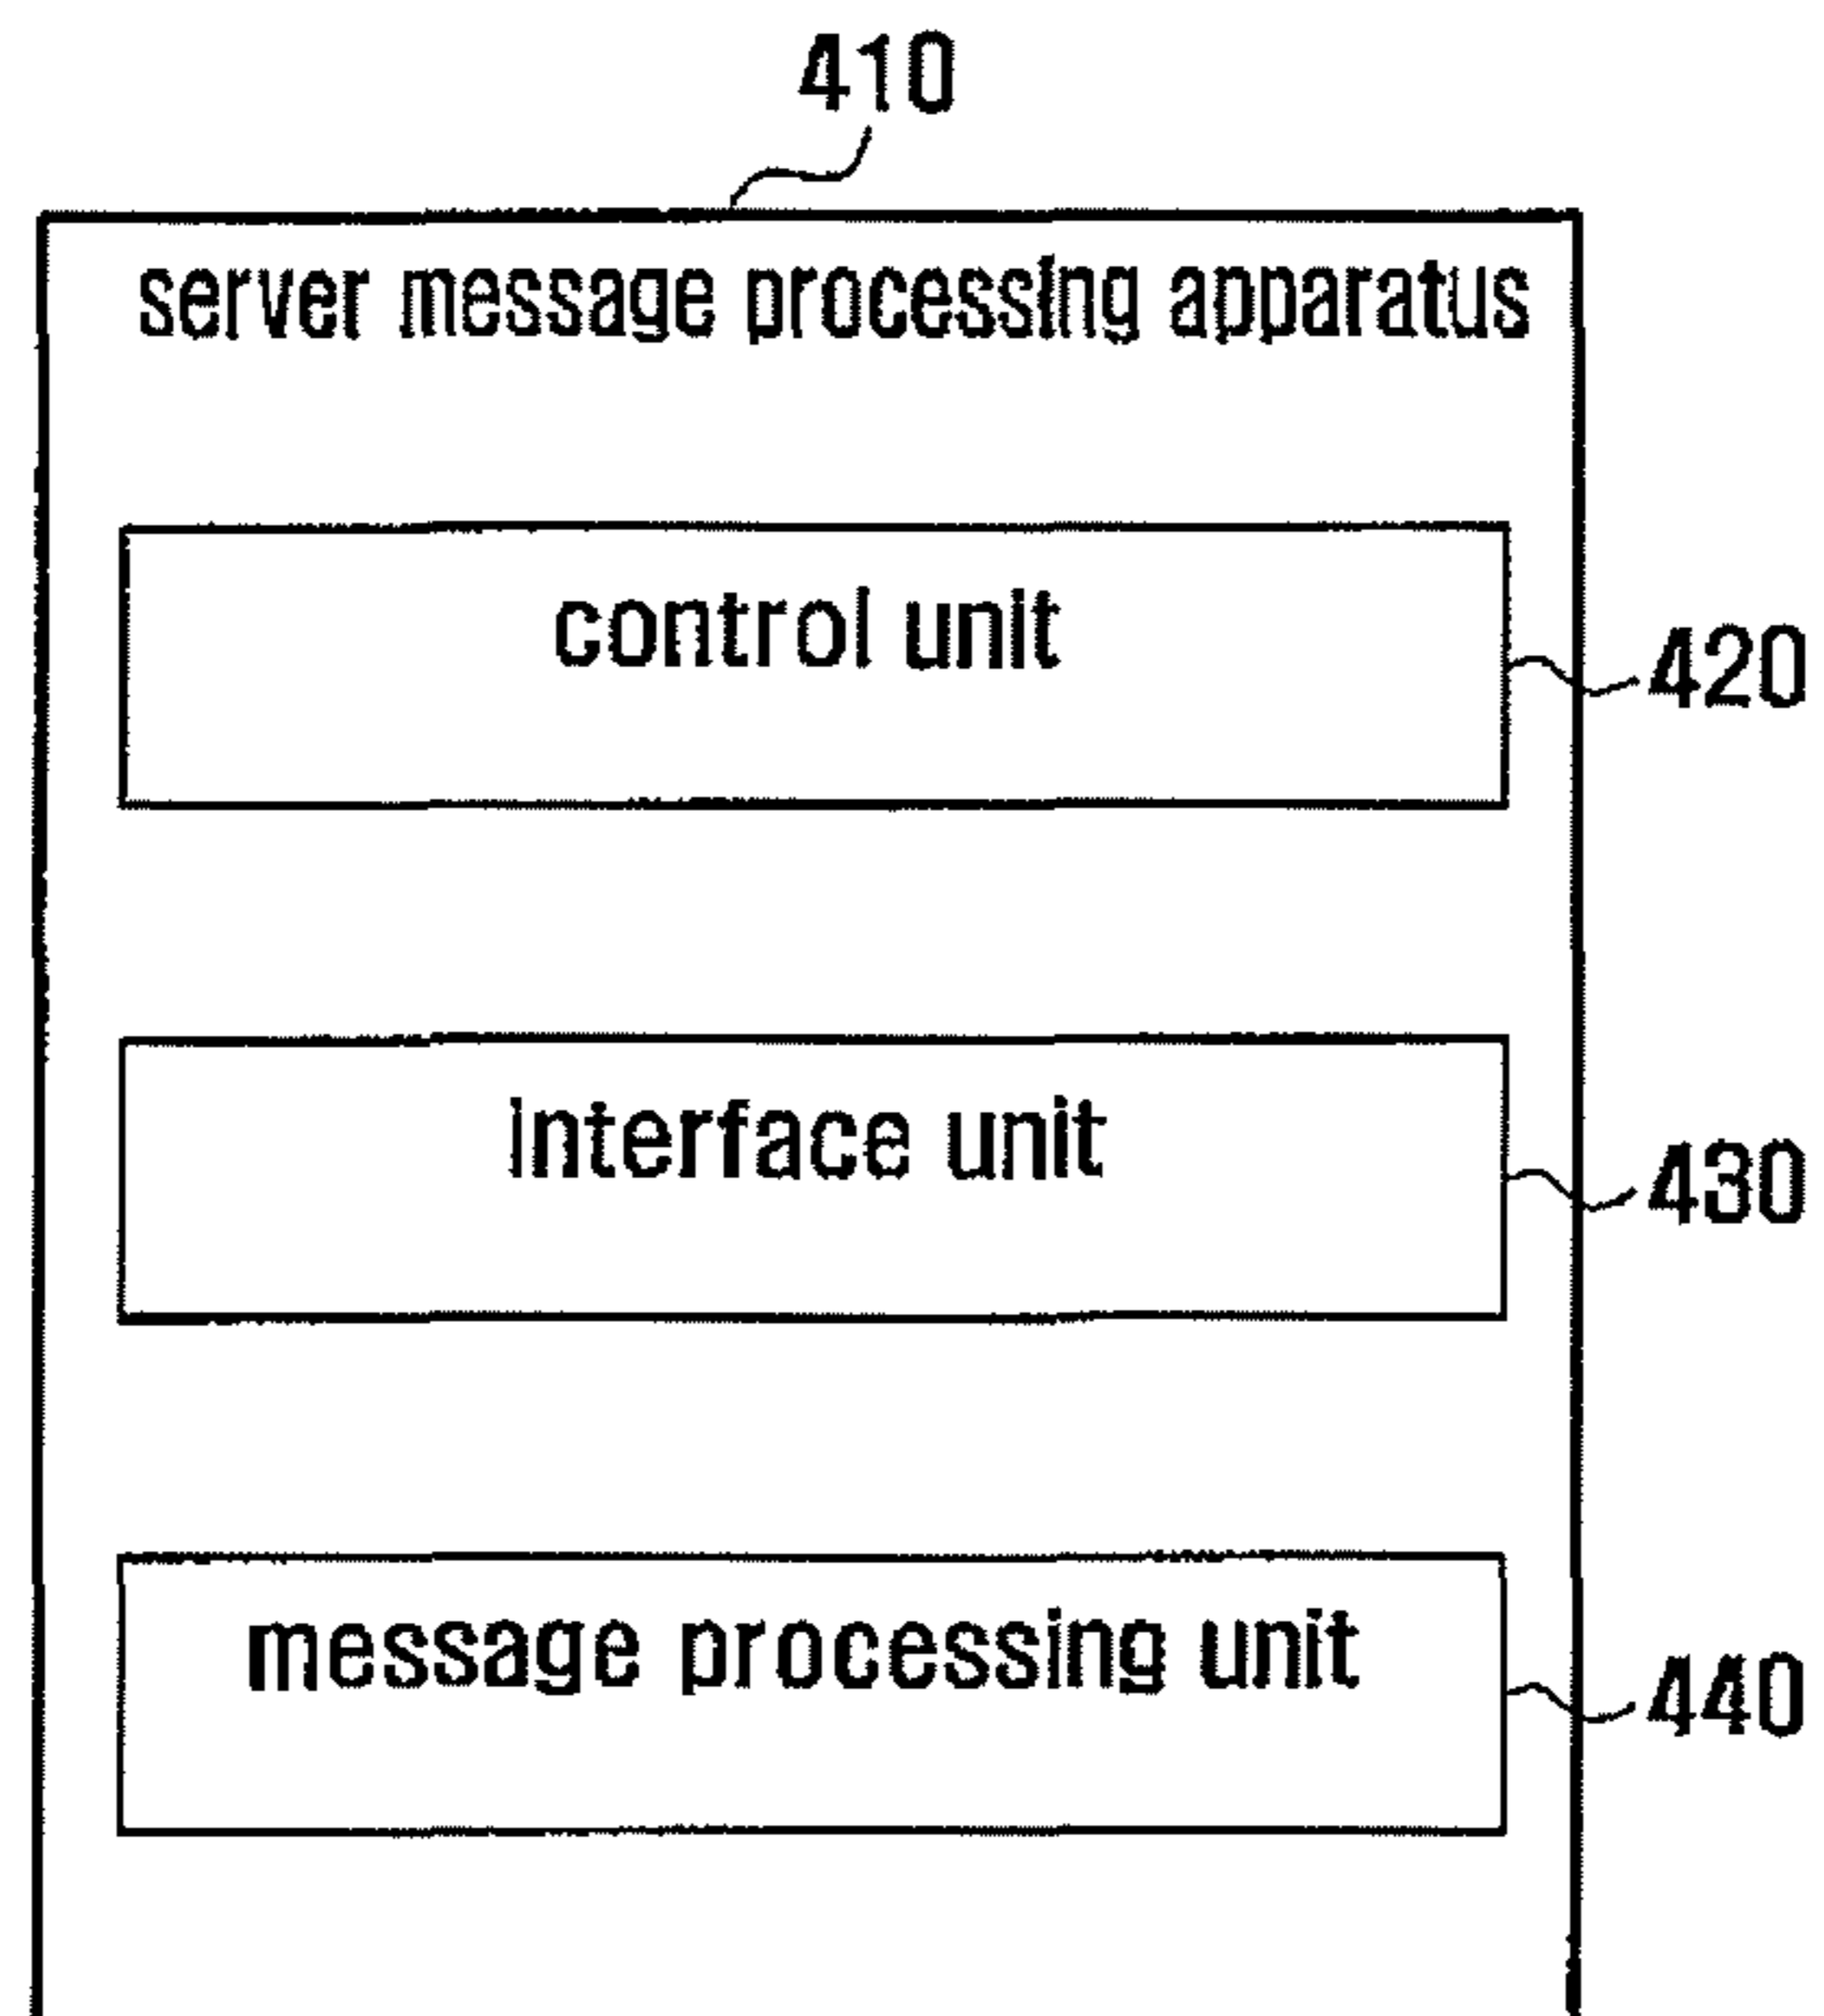 410
server message processing apparatus
control unit
420
interface unit
430
message processing unit
440